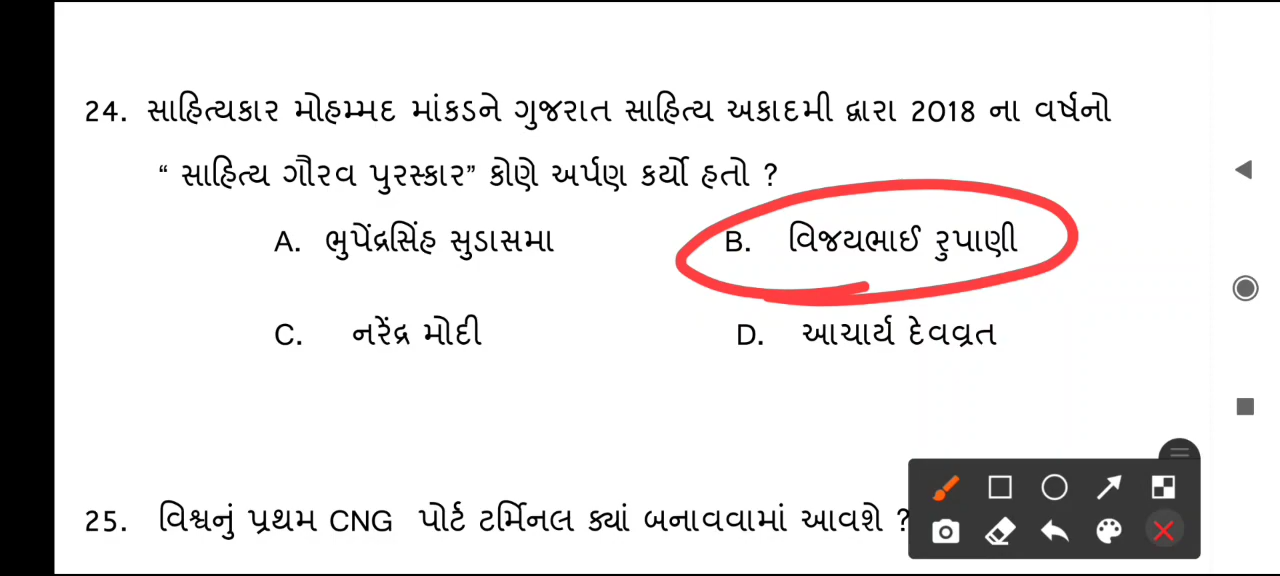 24. સાહિત્યકાર મોહમ્મદ માંકડને ગુજરાત સાહિત્ય અકાદમી દ્વારા 2018 ના વર્ષનો
“ સાહિત્ય ગૌરવ પુરસ્કાર” કોણે અર્પણ કર્યો હતો ?
A. ભુપેંદ્રસિંહ સુડાસમા B. વિજયભાઈ રુપાણી
C. નરેંદ્ર મોદી D. આચાર્ય દેવવ્રત
25. વિશ્વનું પ્રથમ CNG પોર્ટ ટર્મિનલ ક્યાં બનાવવામાં આવશે ?